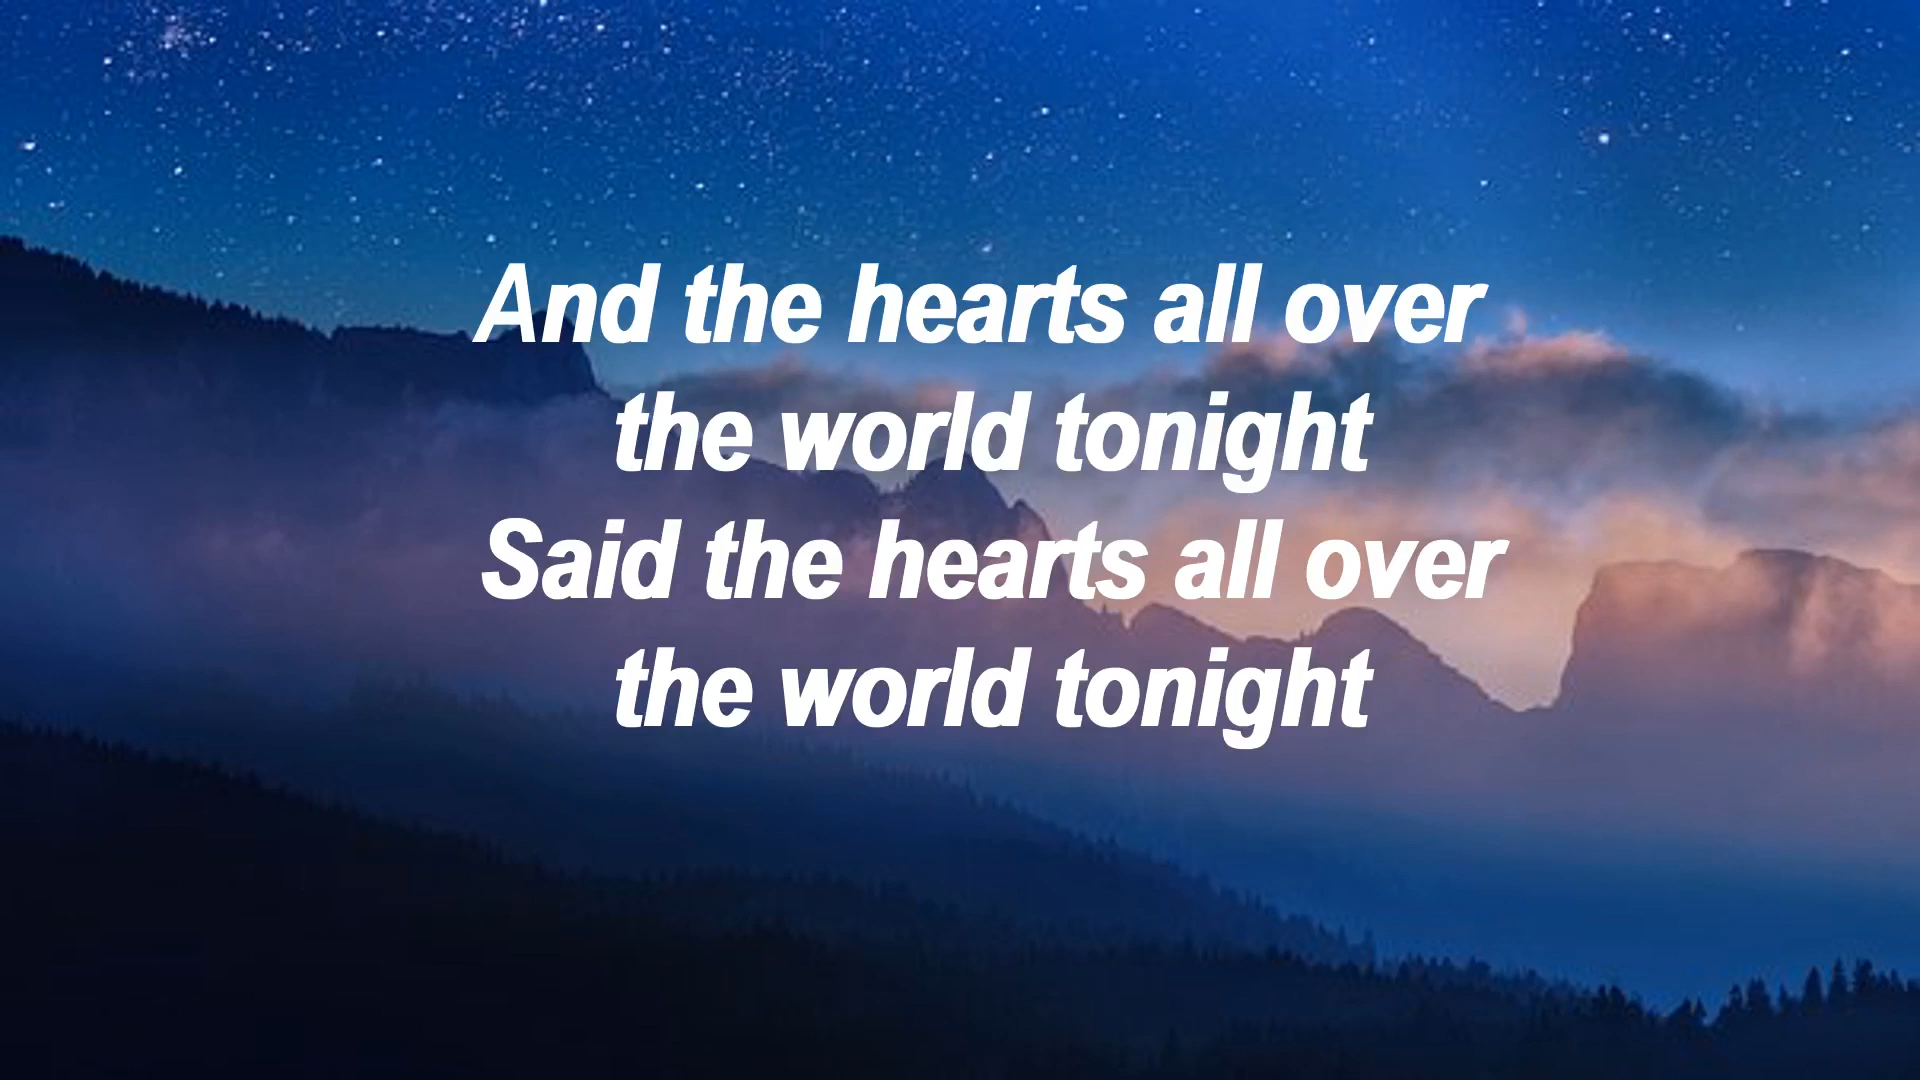 And the hearts all over
the world tonight
Said the hearts all over
the world tonight